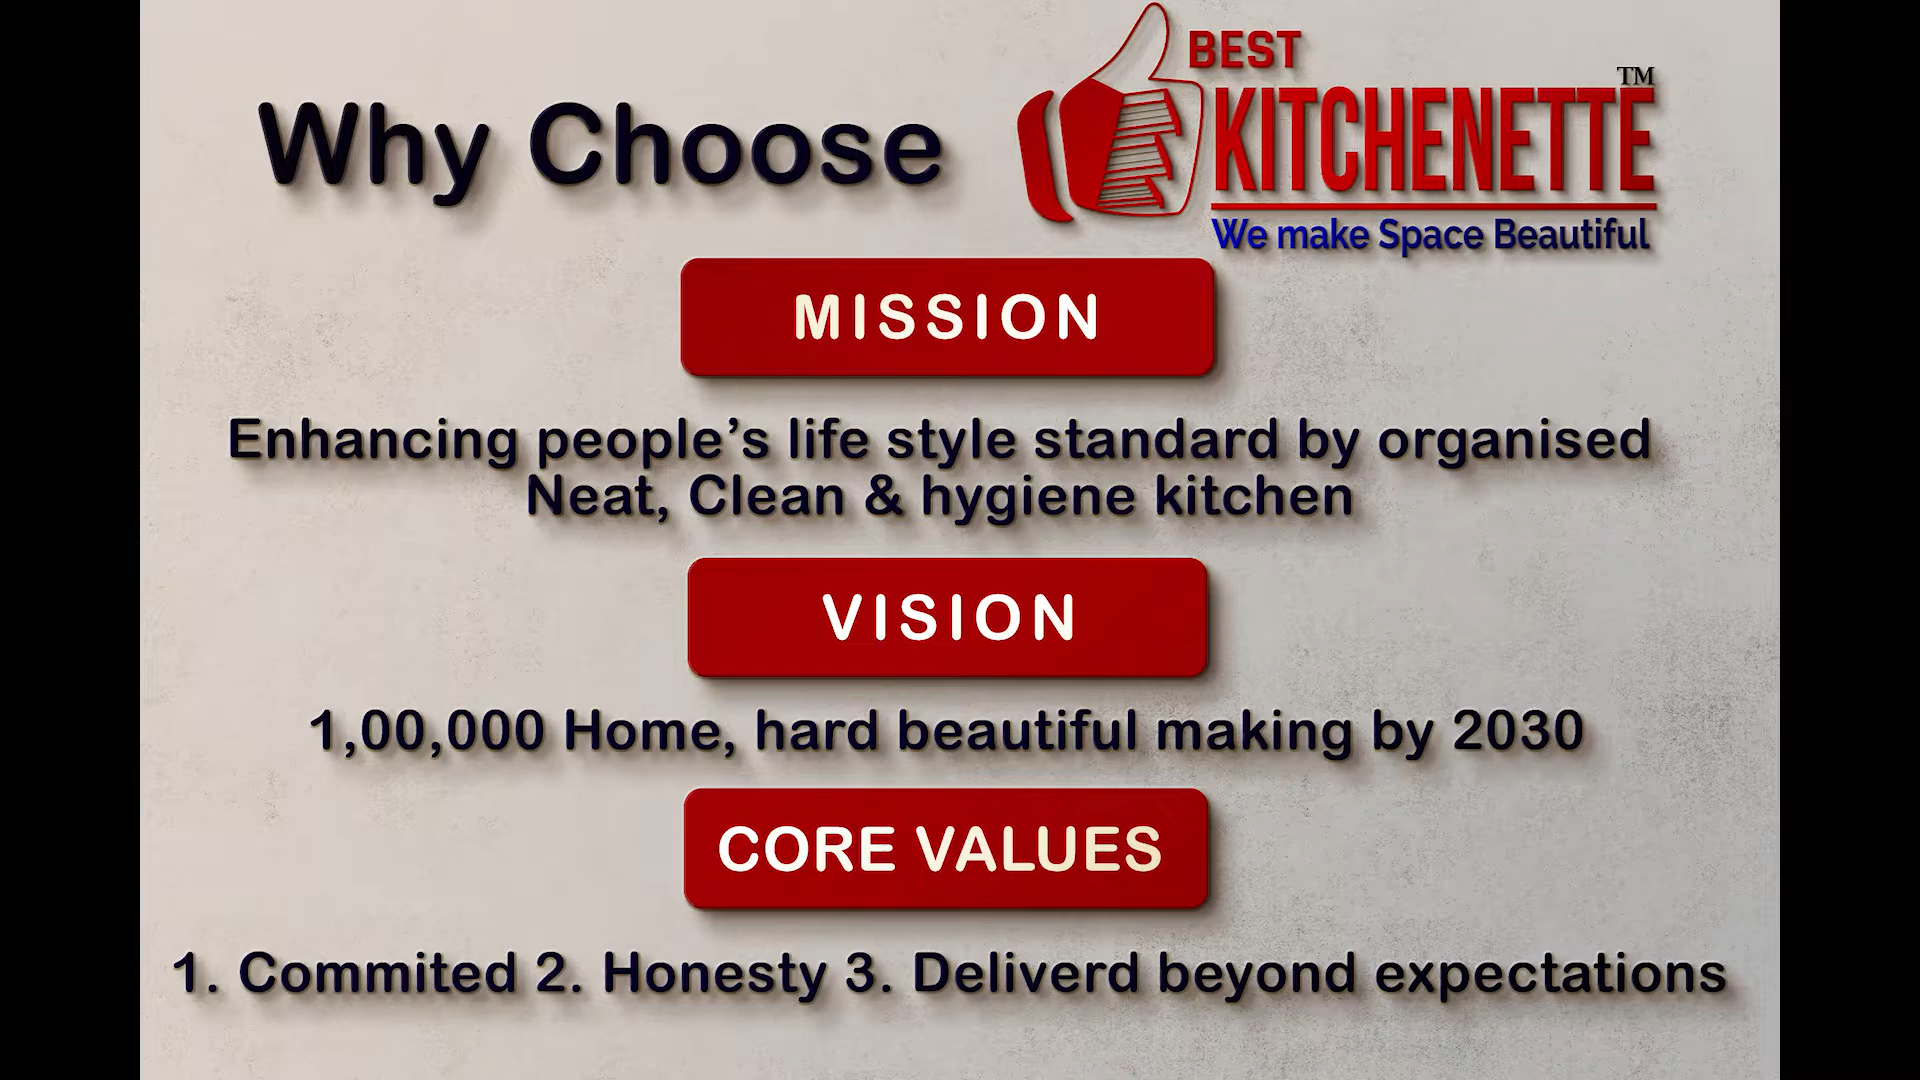 Why Choose
BEST
KITCHENETTE™
We make Space Beautiful
MISSION
Enhancing people’s life style standard by organised
Neat, Clean & hygiene kitchen
VISION
1,00,000 Home, hard beautiful making by 2030
CORE VALUES
1. Commited 2. Honesty 3. Deliverd beyond expectations